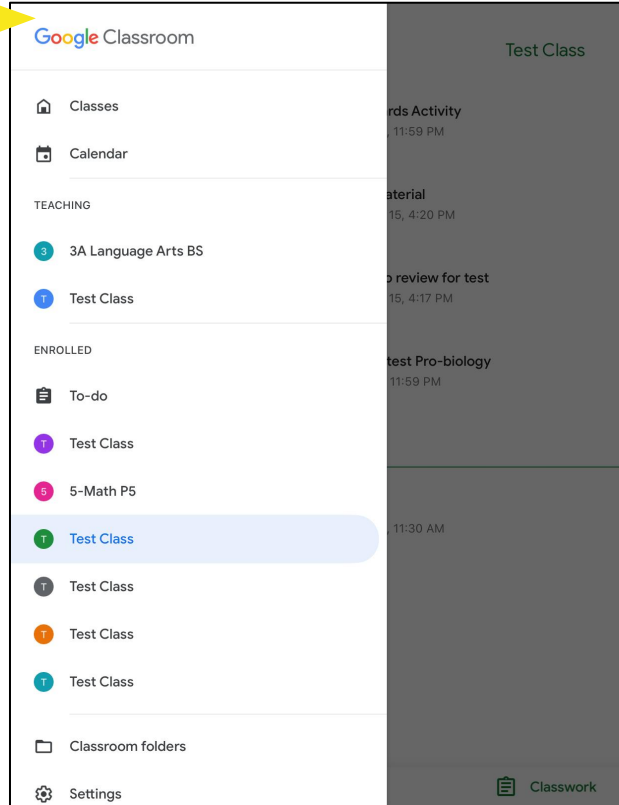 Google Classroom
Test Class
Classes
Calendar
TEACHING
3 3A Language Arts BS
T Test Class
ENROLLED
To-do
T Test Class
5 5-Math P5
T Test Class
T Test Class
T Test Class
T Test Class
Classroom folders
Settings
Activity
, 11:59 PM
15, 4:20 PM
review for test
15, 4:17 PM
test Pro-biology
11:59 PM
, 11:30 AM
Classwork